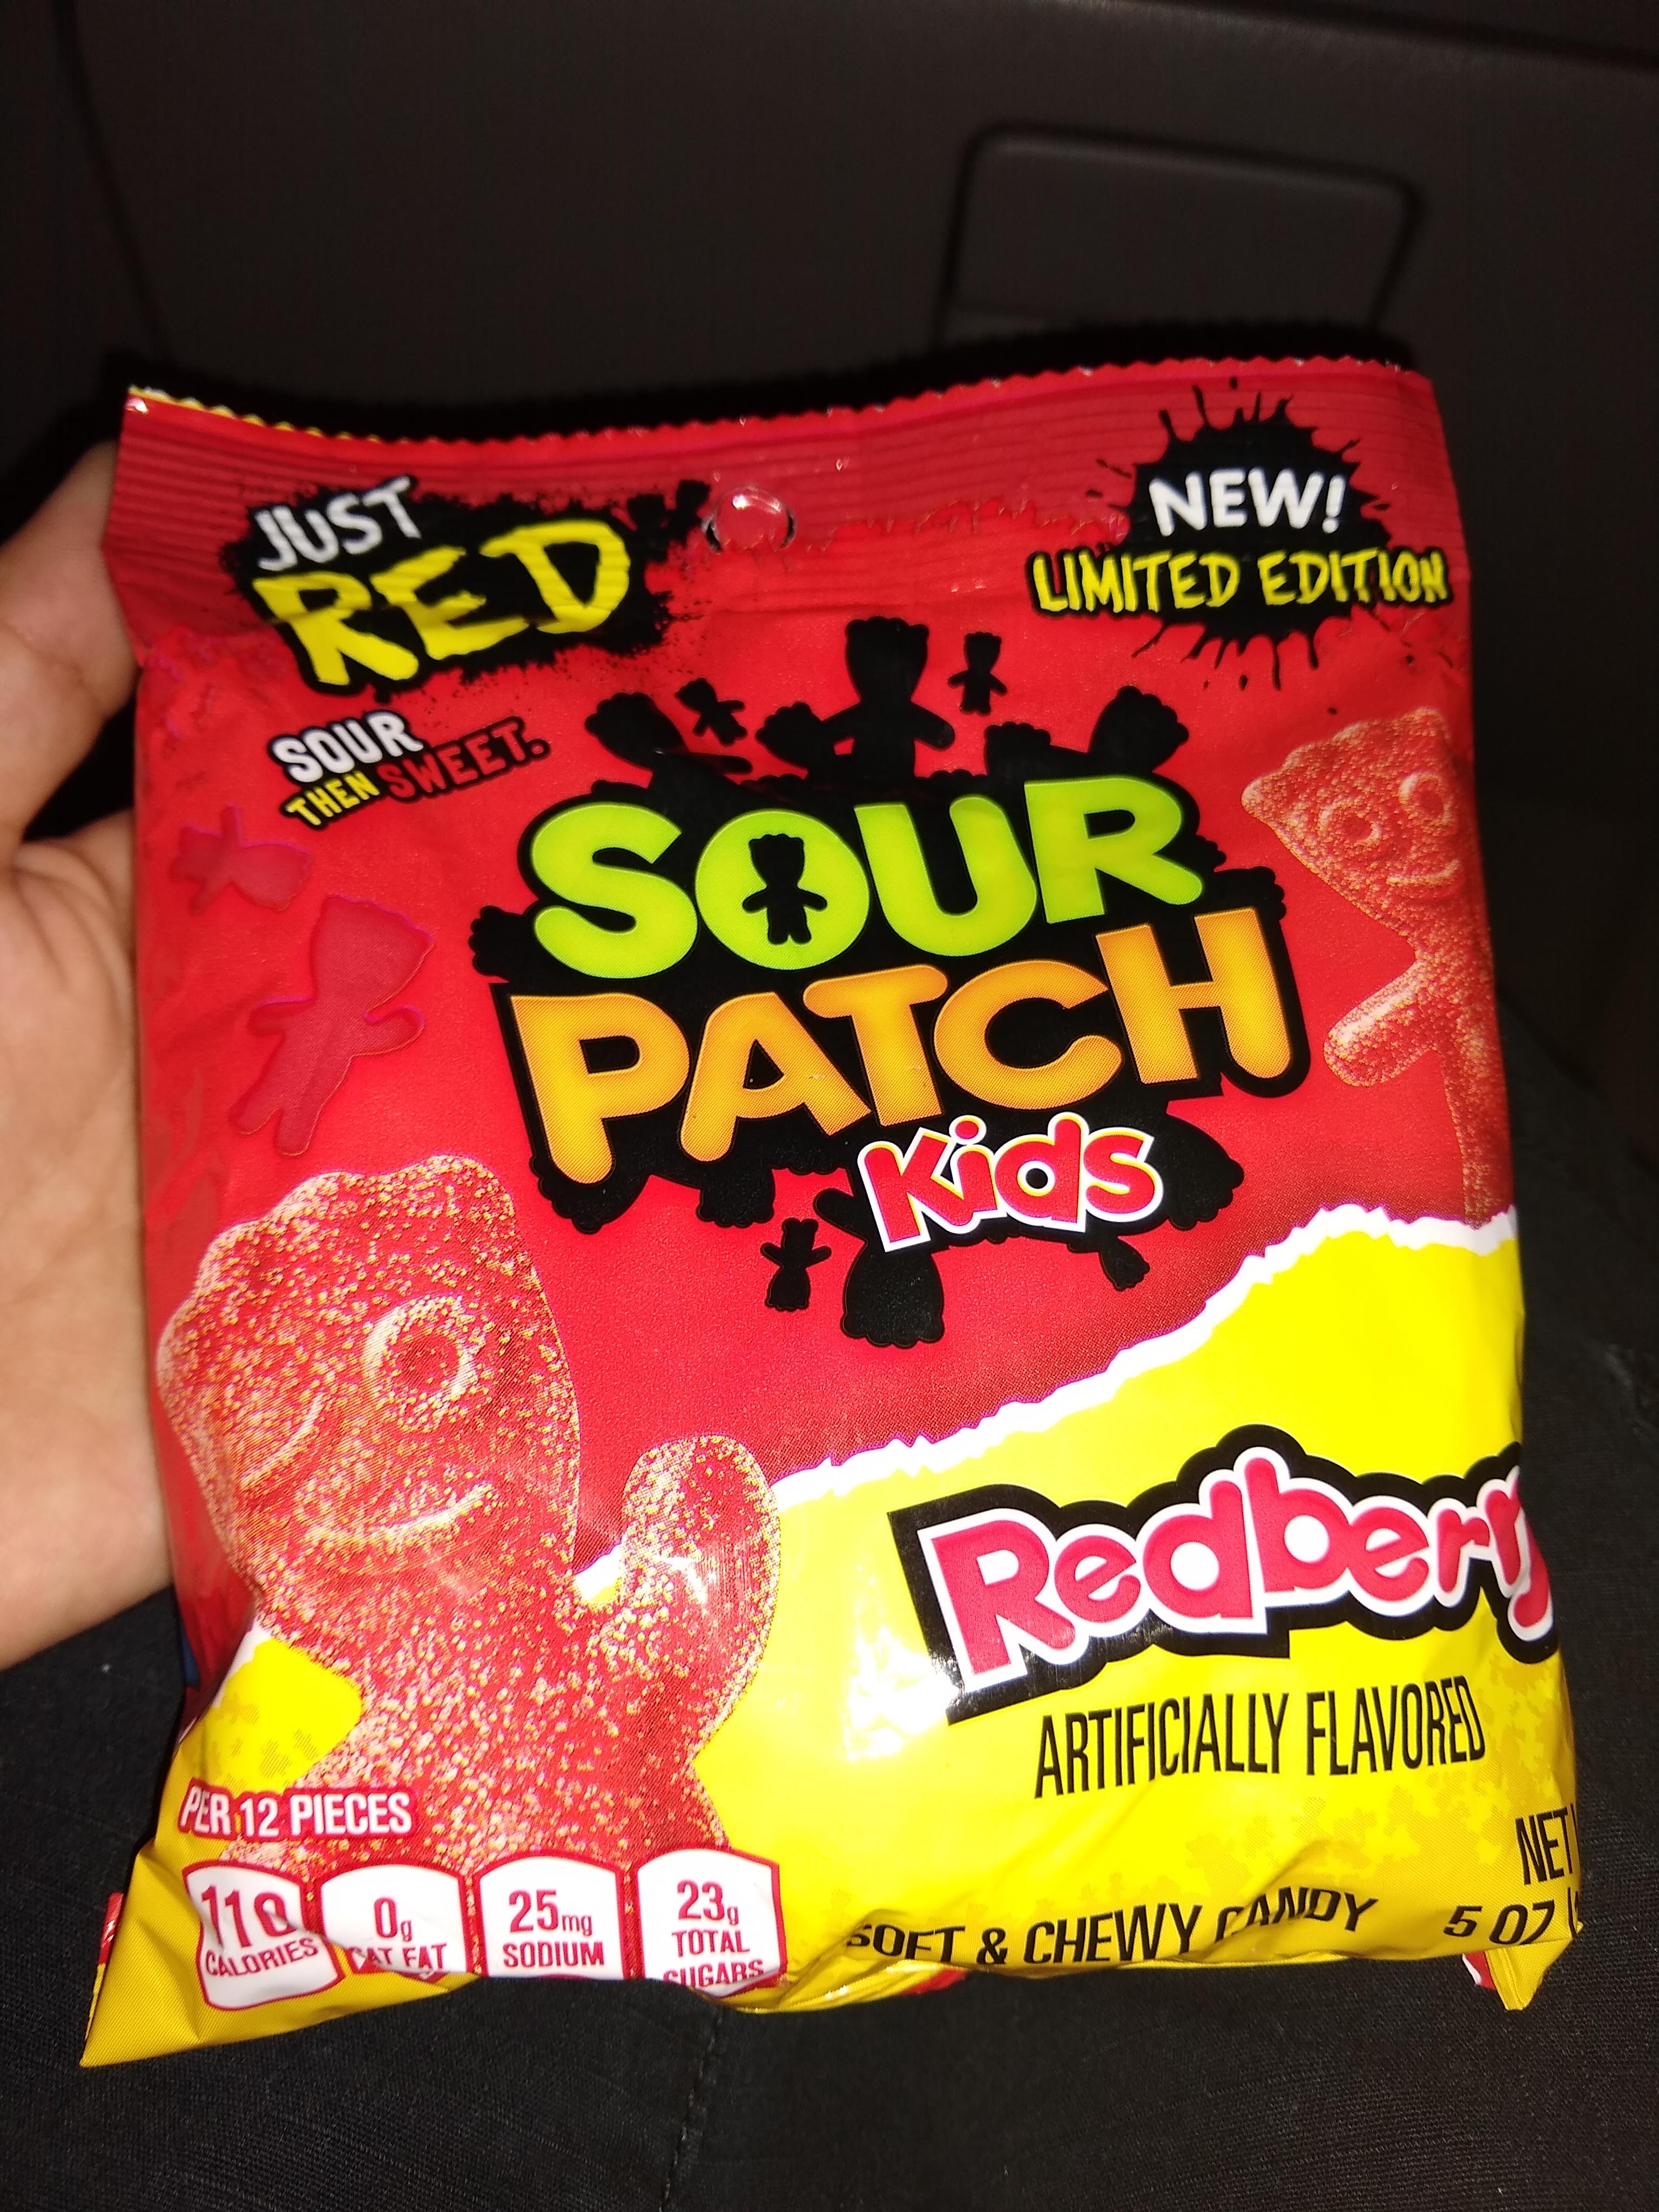 JUST
RED
NEW!
LIMITED EDITION
SOUR
THEN SWEET.
SOUR
PATCH
Kids
Redberry
ARTIFICIALLY FLAVORED
PER 12 PIECES
110
CALORIES
0g
SAT FAT
25mg
SODIUM
23g
TOTAL
SUGARS
SOFT & CHEWY CANDY
NET
5 OZ